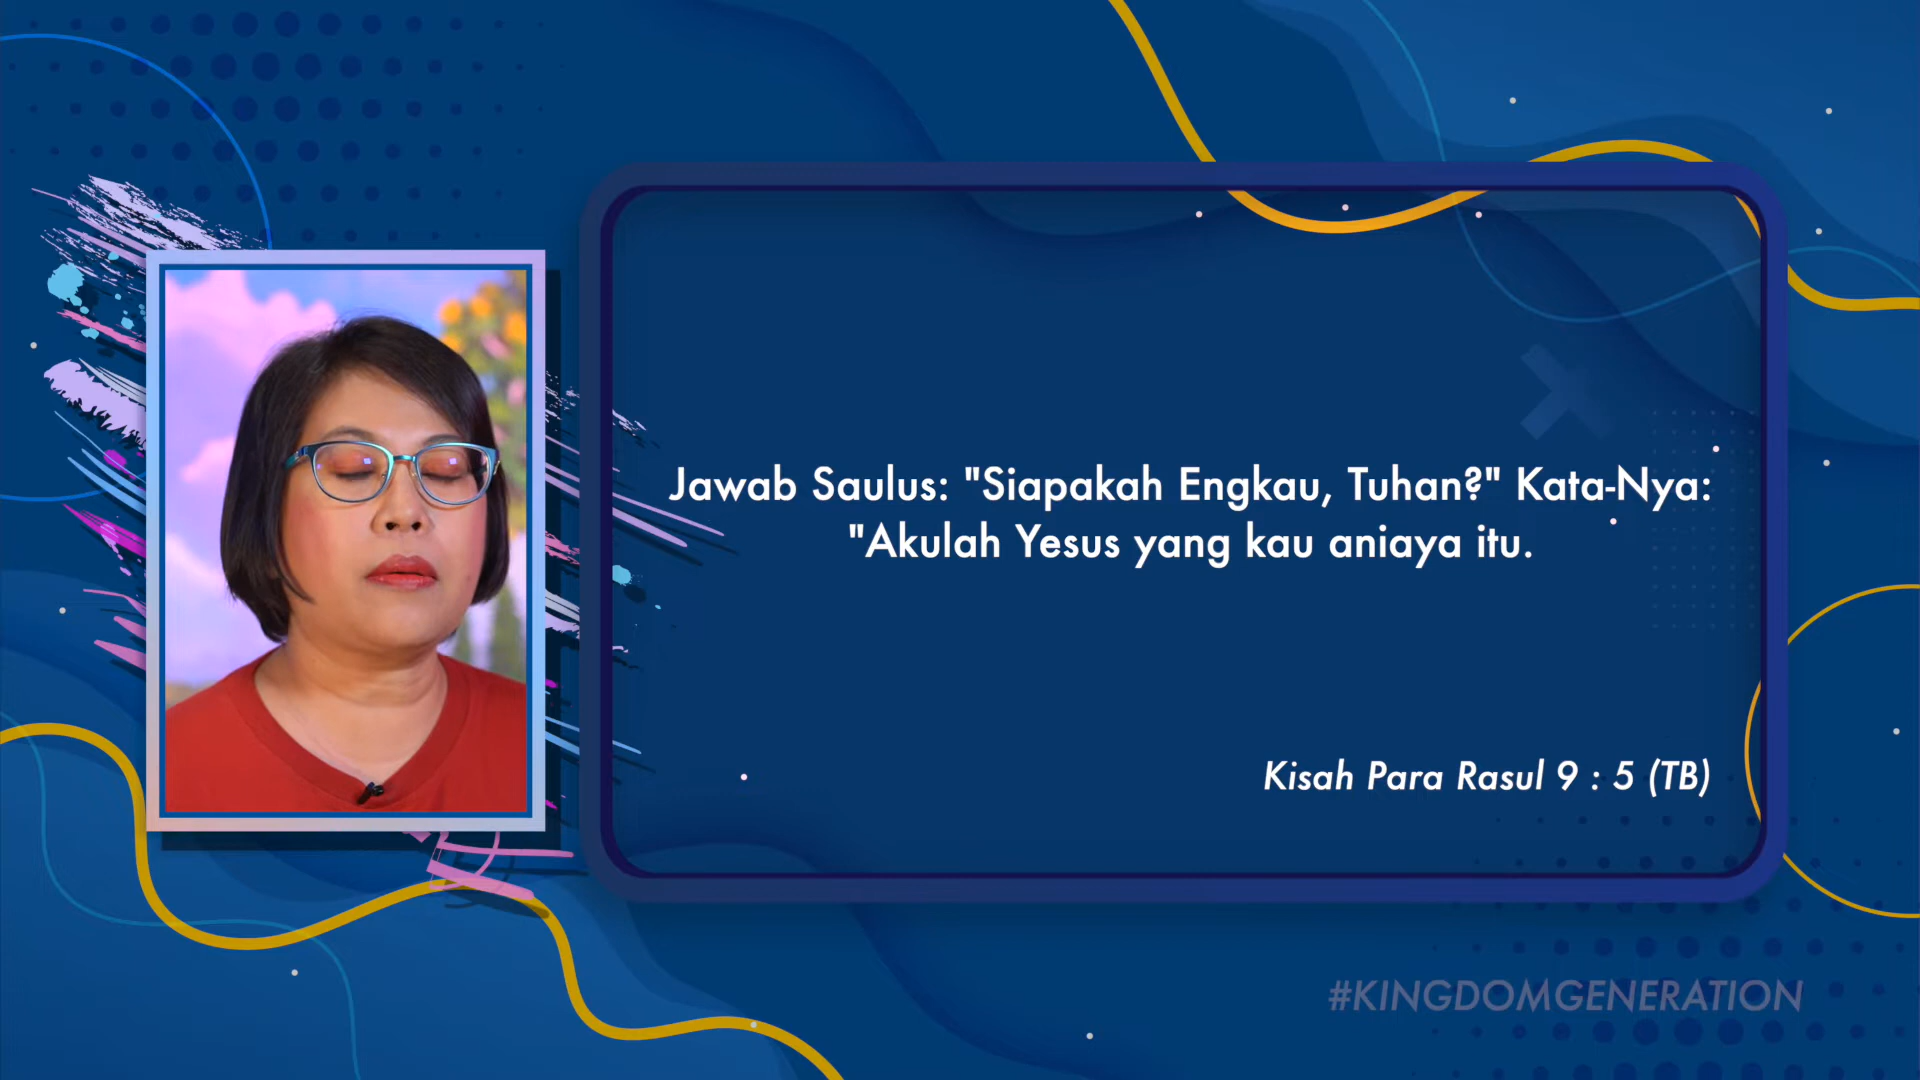 Jawab Saulus: "Siapakah Engkau, Tuhan?" Kata-Nya:
"Akulah Yesus yang kau aniaya itu.
Kisah Para Rasul 9 : 5 (TB)
#KINGDOMGENERATION